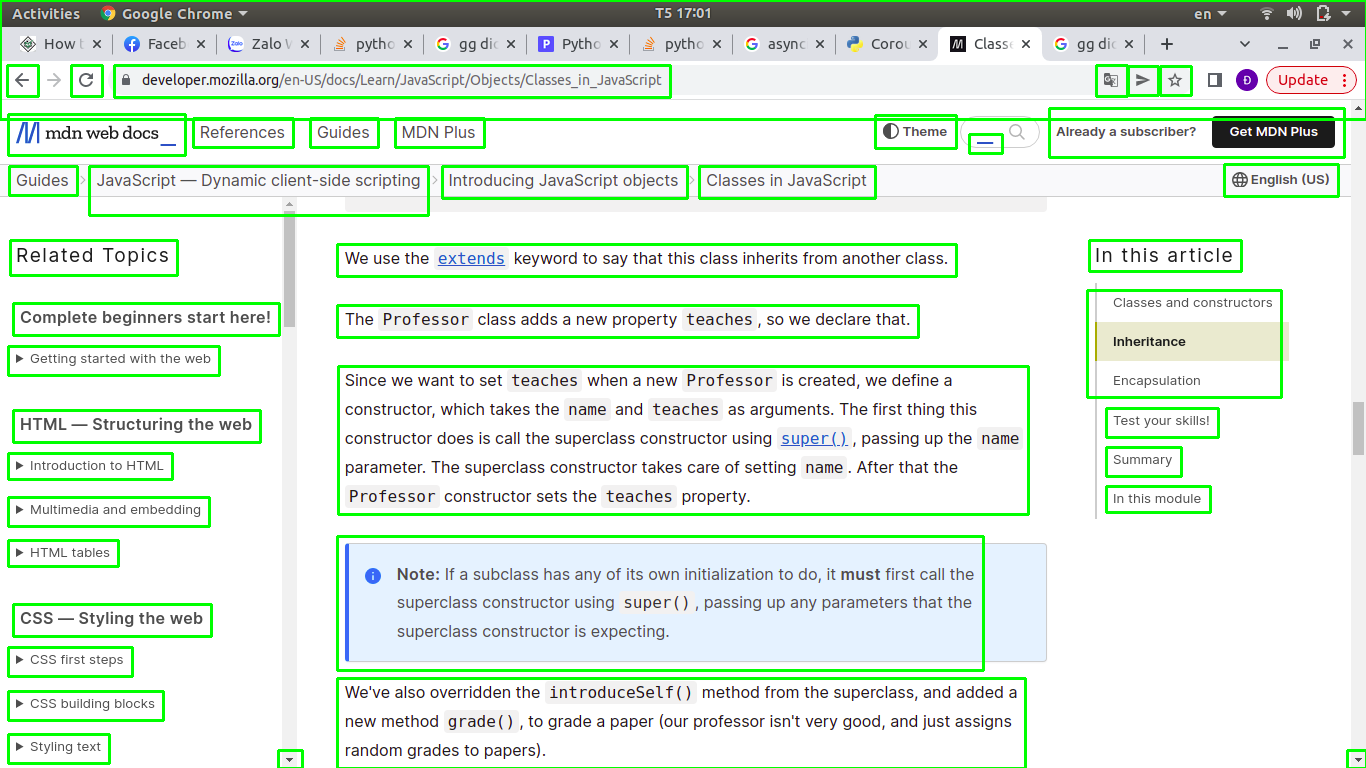 Activities Google Chrome T5 17:01 en
How t Faceb Zalo W pytho gg dic Pytho pytho async Corou Classe gg dic
developer.mozilla.org/en-US/docs/Learn/JavaScript/Objects/Classes_in_JavaScript Đ Update
mdn web docs References Guides MDN Plus Theme Already a subscriber? Get MDN Plus
Guides JavaScript — Dynamic client-side scripting Introducing JavaScript objects Classes in JavaScript English (US)
Related Topics
Complete beginners start here!
Getting started with the web
HTML — Structuring the web
Introduction to HTML
Multimedia and embedding
HTML tables
CSS — Styling the web
CSS first steps
CSS building blocks
Styling text
We use the extends keyword to say that this class inherits from another class.
The Professor class adds a new property teaches, so we declare that.
Since we want to set teaches when a new Professor is created, we define a
constructor, which takes the name and teaches as arguments. The first thing this
constructor does is call the superclass constructor using super(), passing up the name
parameter. The superclass constructor takes care of setting name. After that the
Professor constructor sets the teaches property.
Note: If a subclass has any of its own initialization to do, it must first call the
superclass constructor using super(), passing up any parameters that the
superclass constructor is expecting.
We've also overridden the introduceSelf() method from the superclass, and added a
new method grade(), to grade a paper (our professor isn't very good, and just assigns
random grades to papers).
In this article
Classes and constructors
Inheritance
Encapsulation
Test your skills!
Summary
In this module